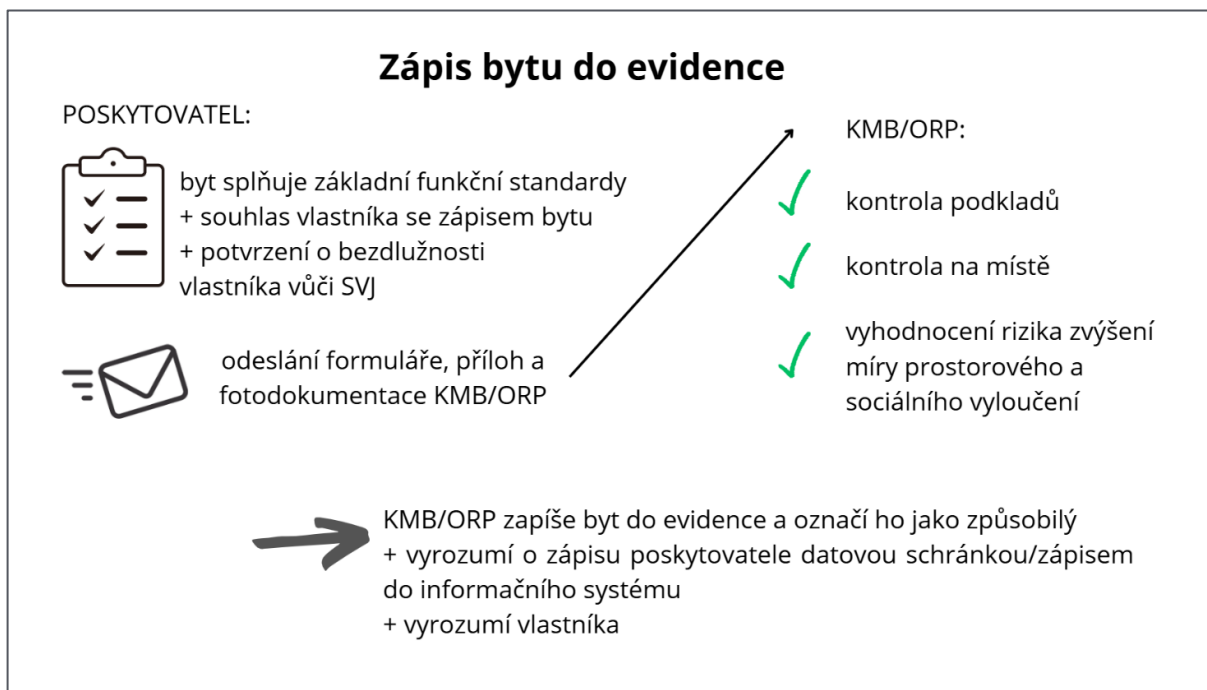 Zápis bytu do evidence
POSKYTOVATEL:
byt splňuje základní funkční standardy
+ souhlas vlastníka se zápisem bytu
+ potvrzení o bezdlužnosti
vlastníka vůči SVJ
odeslání formuláře, příloh a
fotodokumentace KMB/ORP
KMB/ORP:
kontrola podkladů
kontrola na místě
vyhodnocení rizika zvýšení
míry prostorového a
sociálního vyloučení
KMB/ORP zapíše byt do evidence a označí ho jako způsobilý
+ vyrozumí o zápisu poskytovatele datovou schránkou/zápisem
do informačního systému
+ vyrozumí vlastníka